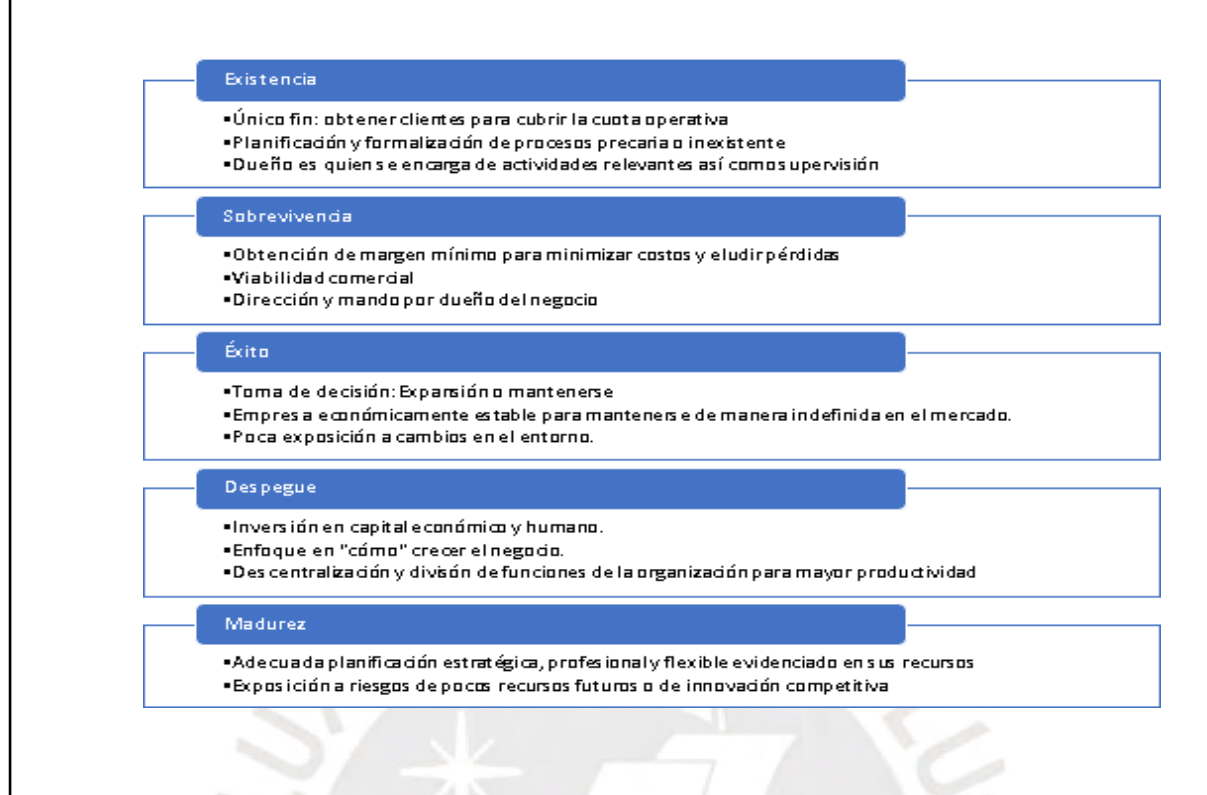 Existencia
▪Único fin: obtener clientes para cubrir la cuota operativa
▪Planificación y formalización de procesos precaria o inexistente
▪Dueño es quien se encarga de actividades relevantes así como supervisión
Sobrevivencia
▪Obtención de margen mínimo para minimizar costos y eludir pérdidas
▪Viabilidad comercial
▪Dirección y mando por dueño del negocio
Éxito
▪Toma de decisión: Expansión o mantenerse
▪Empresa económicamente estable para mantenerse de manera indefinida en el mercado.
▪Poca exposición a cambios en el entorno.
Despegue
▪Inversión en capital económico y humano.
▪Enfoque en "cómo" crecer el negocio.
▪Descentralización y divisón de funciones de la organización para mayor productividad
Madurez
▪Adecuada planificación estratégica, profesional y flexible evidenciado en sus recursos
▪Exposición a riesgos de pocos recursos futuros o de innovación competitiva